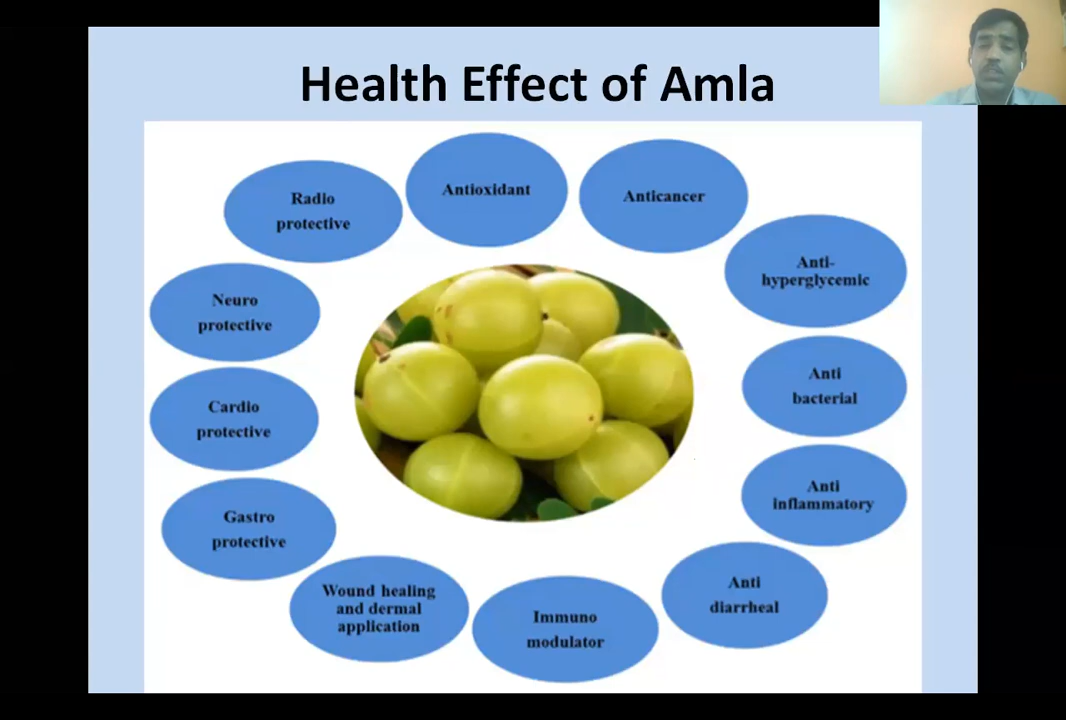 Health Effect of Amla
Antioxidant
Anticancer
Radio
protective
Anti-
hyperglycemic
Neuro
protective
Anti
bacterial
Cardio
protective
Anti
inflammatory
Gastro
protective
Anti
diarrheal
Wound healing
and dermal
application
Immuno
modulator